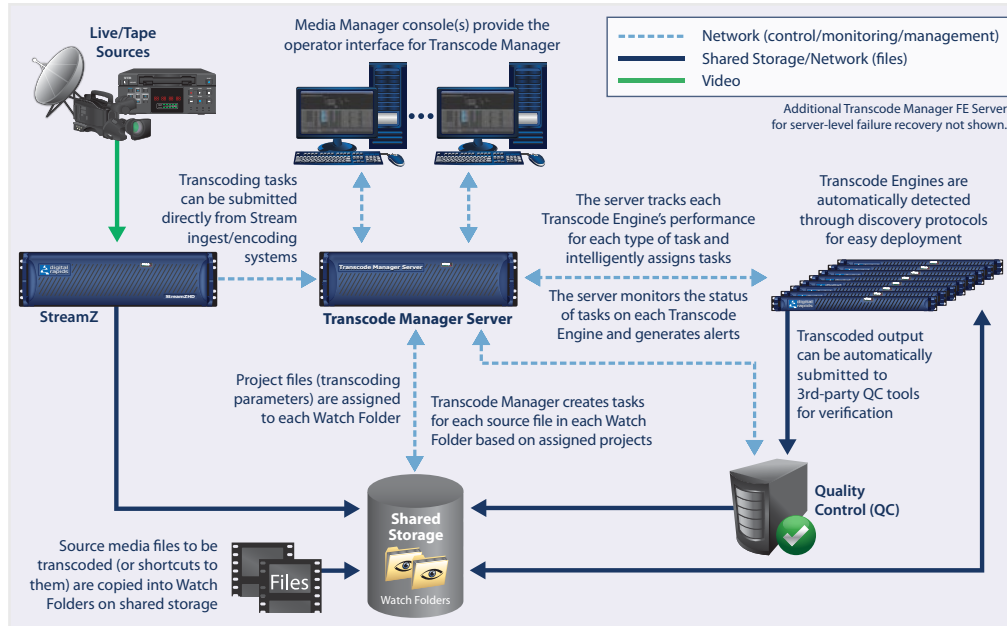 Live/Tape
Sources
Media Manager console(s) provide the
operator interface for Transcode Manager
Network (control/monitoring/management)
Shared Storage/Network (files)
Video
Additional Transcode Manager FE Server
for server-level failure recovery not shown.
Transcoding tasks
can be submitted
directly from Stream
ingest/encoding
systems
The server tracks each
Transcode Engine's performance
for each type of task and
intelligently assigns tasks
Transcode Engines are
automatically detected
through discovery protocols
for easy deployment
digital
rapids
StreamZHD
StreamZ
Transcode Manager Server
Transcode Manager Server
The server monitors the status
of tasks on each Transcode
Engine and generates alerts
Transcoded output
can be automatically
submitted to
3rd-party QC tools
for verification
Project files (transcoding
parameters) are assigned
to each Watch Folder
Transcode Manager creates tasks
for each source file in each Watch
Folder based on assigned projects
Quality
Control (QC)
Shared
Storage
Watch Folders
Source media files to be
transcoded (or shortcuts to
them) are copied into Watch
Folders on shared storage
Files